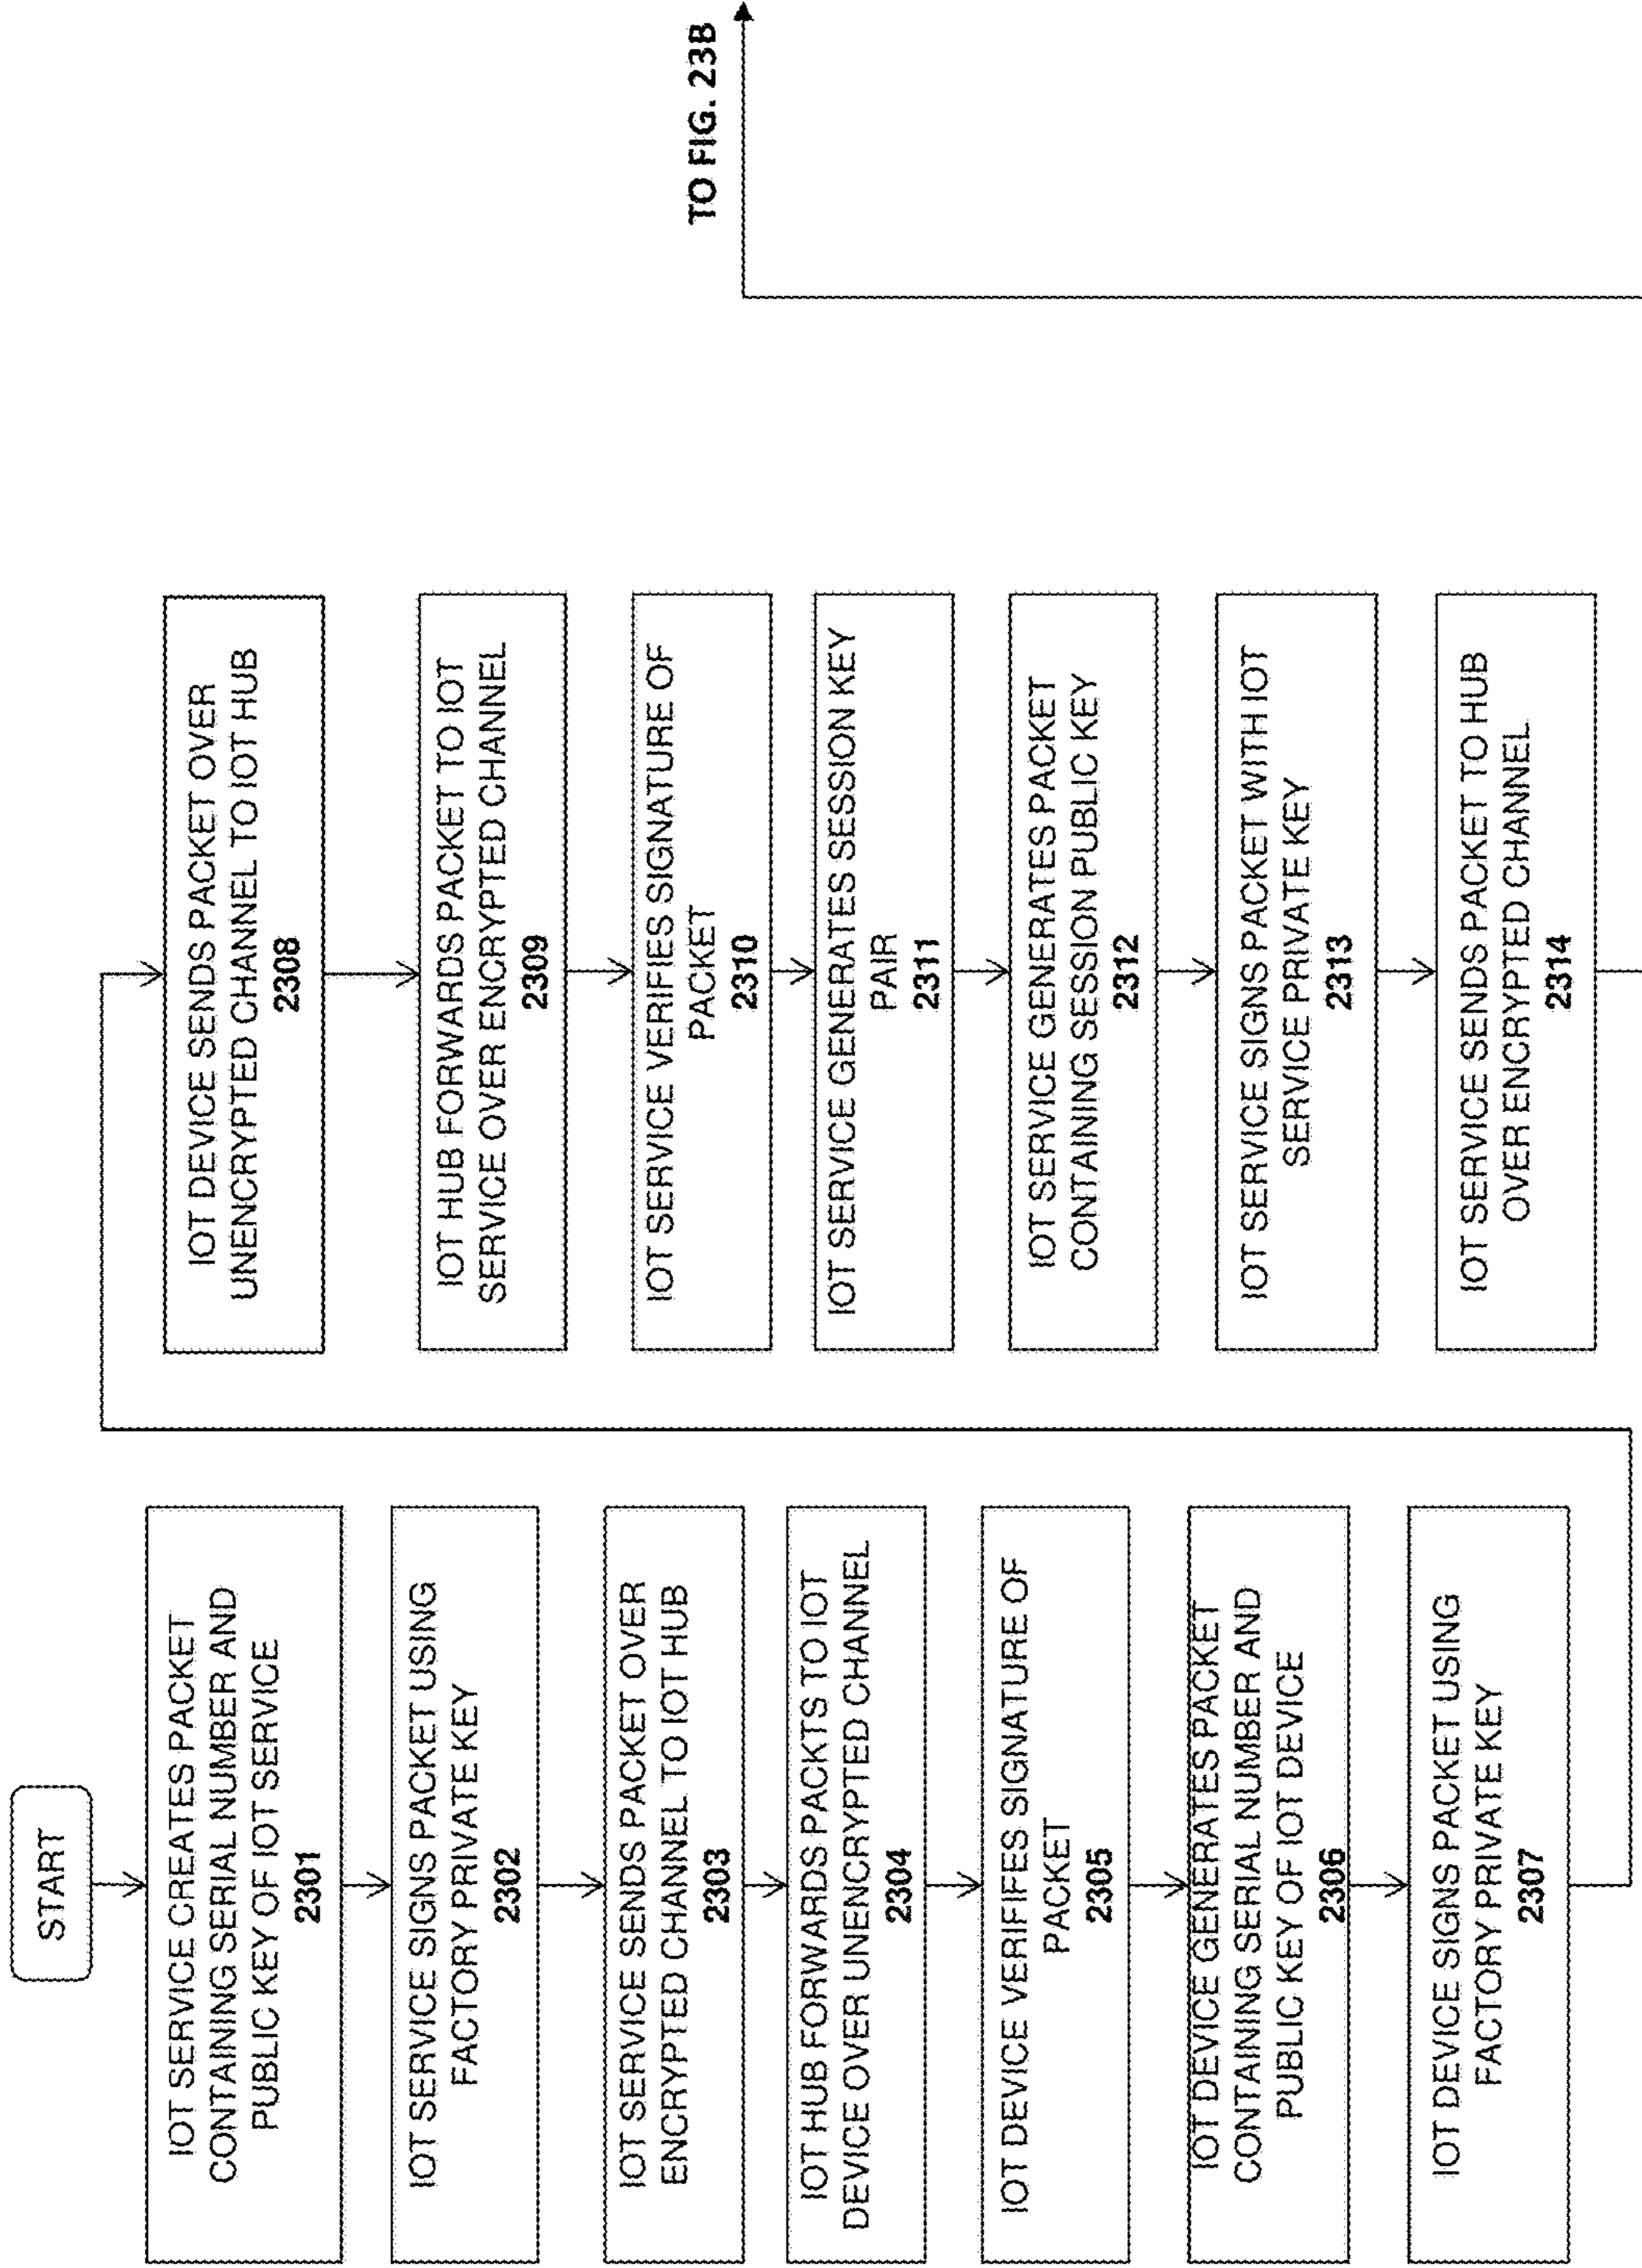 START
IOT SERVICE CREATES PACKET
CONTAINING SERIAL NUMBER AND
PUBLIC KEY OF IOT SERVICE
2301
IOT SERVICE SIGNS PACKET USING
FACTORY PRIVATE KEY
2302
IOT SERVICE SENDS PACKET OVER
ENCRYPTED CHANNEL TO IOT HUB
2303
IOT HUB FORWARDS PACKTS TO IOT
DEVICE OVER UNENCRYPTED CHANNEL
2304
IOT DEVICE VERIFIFES SIGNATURE OF
PACKET
2305
IOT DEVICE GENERATES PACKET
CONTAINING SERIAL NUMBER AND
PUBLIC KEY OF IOT DEVICE
2306
IOT DEVICE SIGNS PACKET USING
FACTORY PRIVATE KEY
2307
IOT DEVICE SENDS PACKET OVER
UNENCRYPTED CHANNEL TO IOT HUB
2308
IOT HUB FORWARDS PACKET TO IOT
SERVICE OVER ENCRYPTED CHANNEL
2309
IOT SERVICE VERIFIES SIGNATURE OF
PACKET
2310
IOT SERVICE GENERATES SESSION KEY
PAIR
2311
IOT SERVICE GENERATES PACKET
CONTAINING SESSION PUBLIC KEY
2312
IOT SERVICE SIGNS PACKET WITH IOT
SERVICE PRIVATE KEY
2313
IOT SERVICE SENDS PACKET TO HUB
OVER ENCRYPTED CHANNEL
2314
TO FIG. 23B